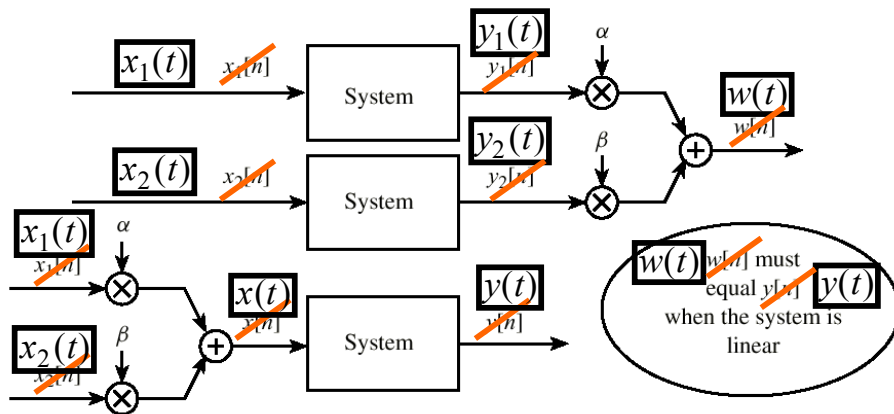 x₁(t) x₁[n]
System
y₁(t)
y₁[n]
α
w(t)
w[n]
x₂(t) x₂[n]
System
y₂(t)
y₂[n]
β
+
x₁(t)
x₁[n]
α
x₂(t)
x₂[n]
β
+
x(t)
x[n]
System
y(t)
y[n]
w(t) w[n] must
equal y[n] y(t)
when the system is
linear